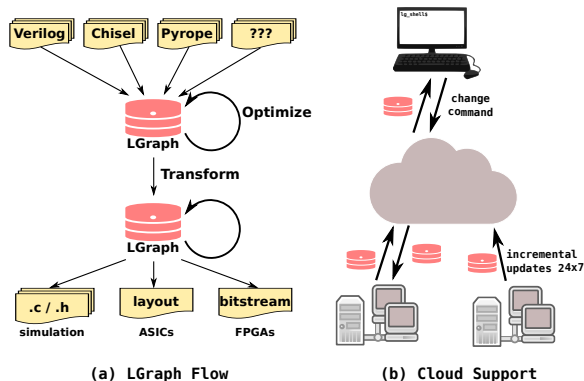 Verilog
Chisel
Pyrope
???
Optimize
LGraph
Transform
LGraph
.c / .h
layout
bitstream
simulation
ASICs
FPGAs
(a) LGraph Flow
lg_shell$
change
command
incremental
updates 24x7
(b) Cloud Support